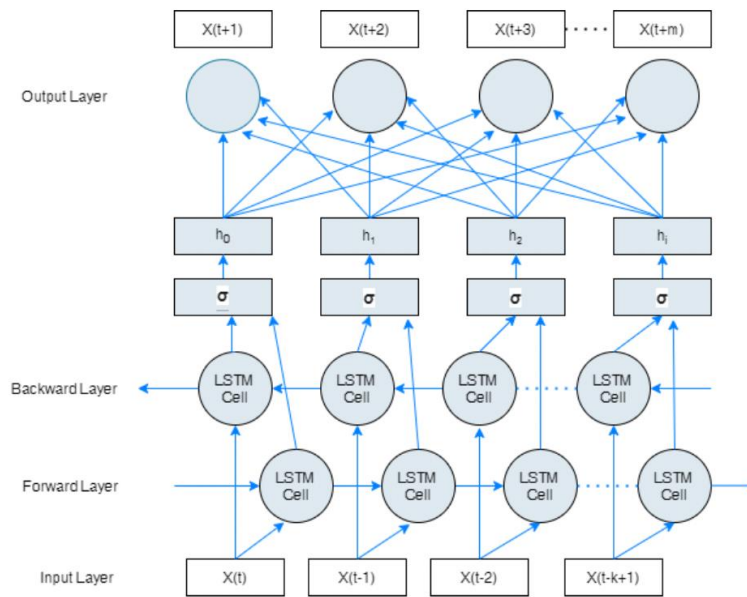 X(t+1) X(t+2) X(t+3) X(t+m)
Output Layer
h0 h1 h2 hi
σ σ σ σ
Backward Layer
LSTM Cell LSTM Cell LSTM Cell LSTM Cell
Forward Layer
LSTM Cell LSTM Cell LSTM Cell LSTM Cell
Input Layer X(t) X(t-1) X(t-2) X(t-k+1)